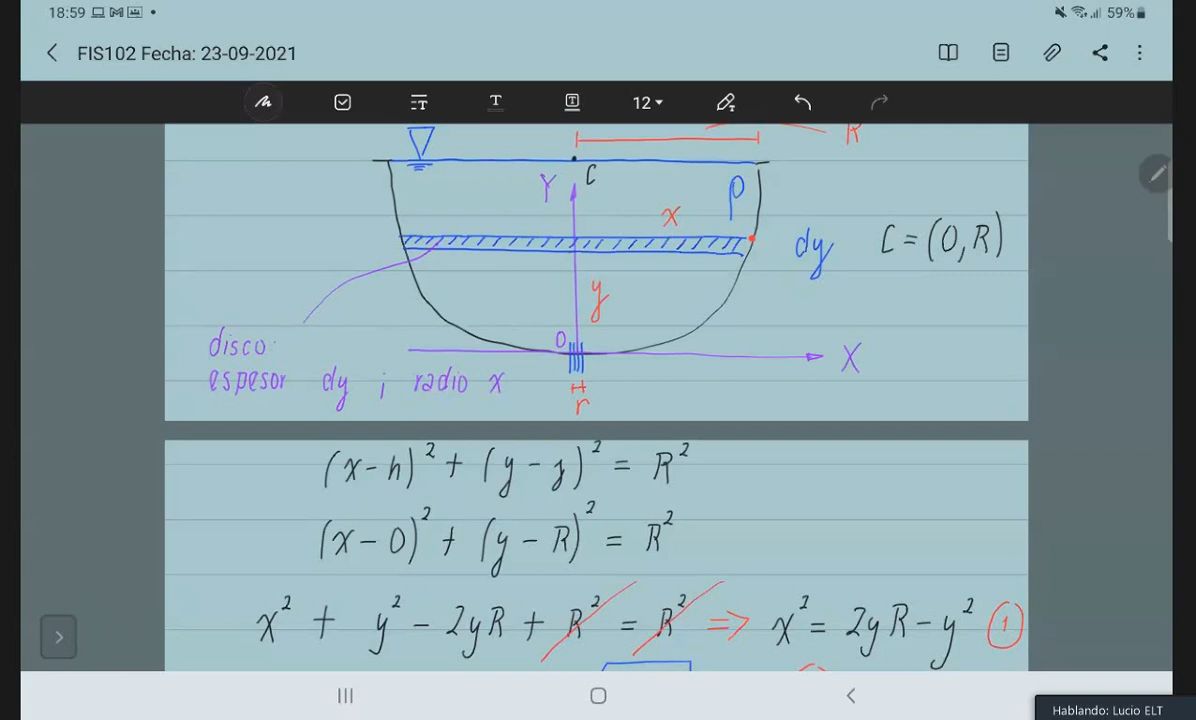 18:59 59%
FIS102 Fecha: 23-09-2021
12
R
C
Y
x
ρ
dy C = (0, R)
y
0
disco
X
espesor dy ; radio x
r
(x - h)² + (y - z)² = R²
(x - 0)² + (y - R)² = R²
x² + y² - 2yR + R² = R² ⇒ x² = 2yR - y² ①
Hablando: Lucio ELT